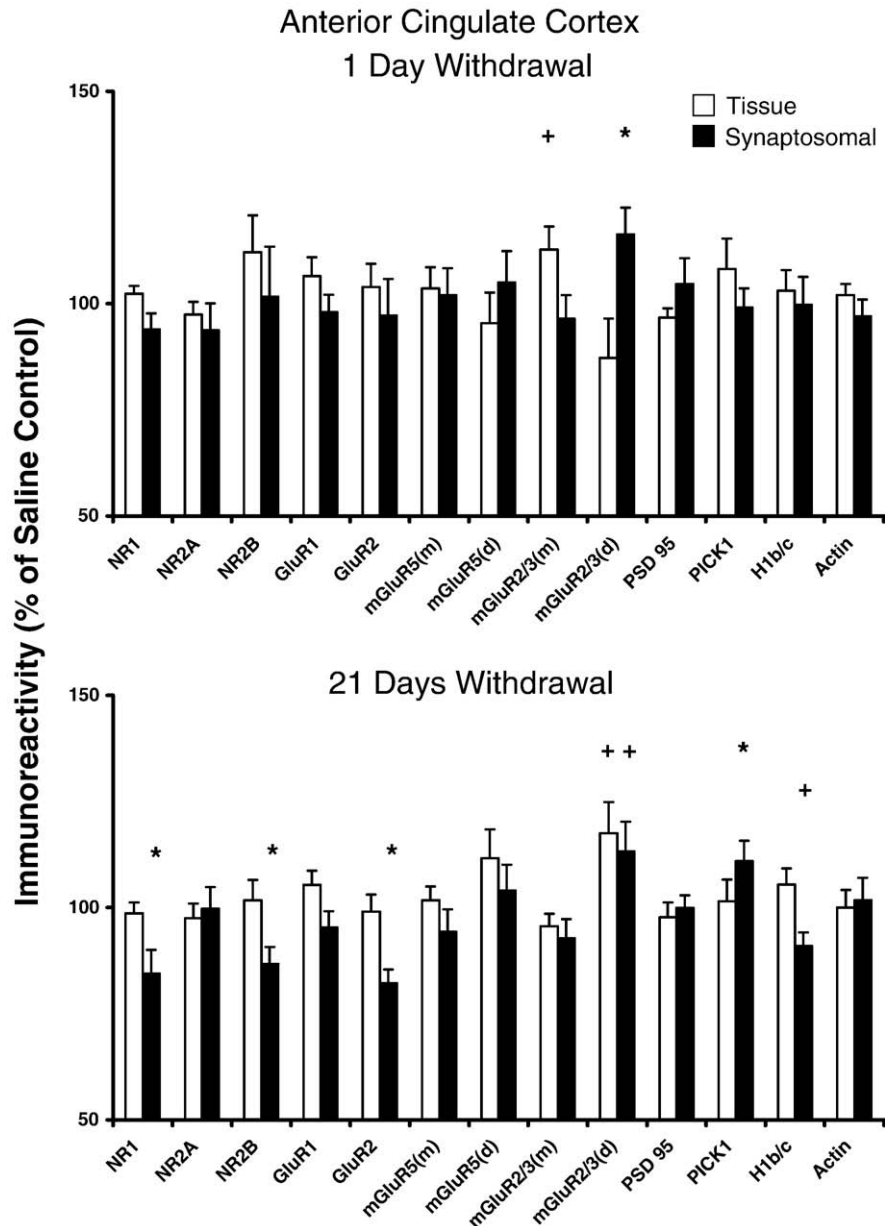 Anterior Cingulate Cortex
1 Day Withdrawal
Immunoreactivity (% of Saline Control)
150
100
50
Tissue
Synaptosomal
+ *
NR1
NR2A
NR2B
GluR1
GluR2
mGluR5(m)
mGluR5(d)
mGluR2/3(m)
mGluR2/3(d)
PSD 95
PICK1
H1b/c
Actin
21 Days Withdrawal
150
100
50
* * * + + * +
NR1
NR2A
NR2B
GluR1
GluR2
mGluR5(m)
mGluR5(d)
mGluR2/3(m)
mGluR2/3(d)
PSD 95
PICK1
H1b/c
Actin